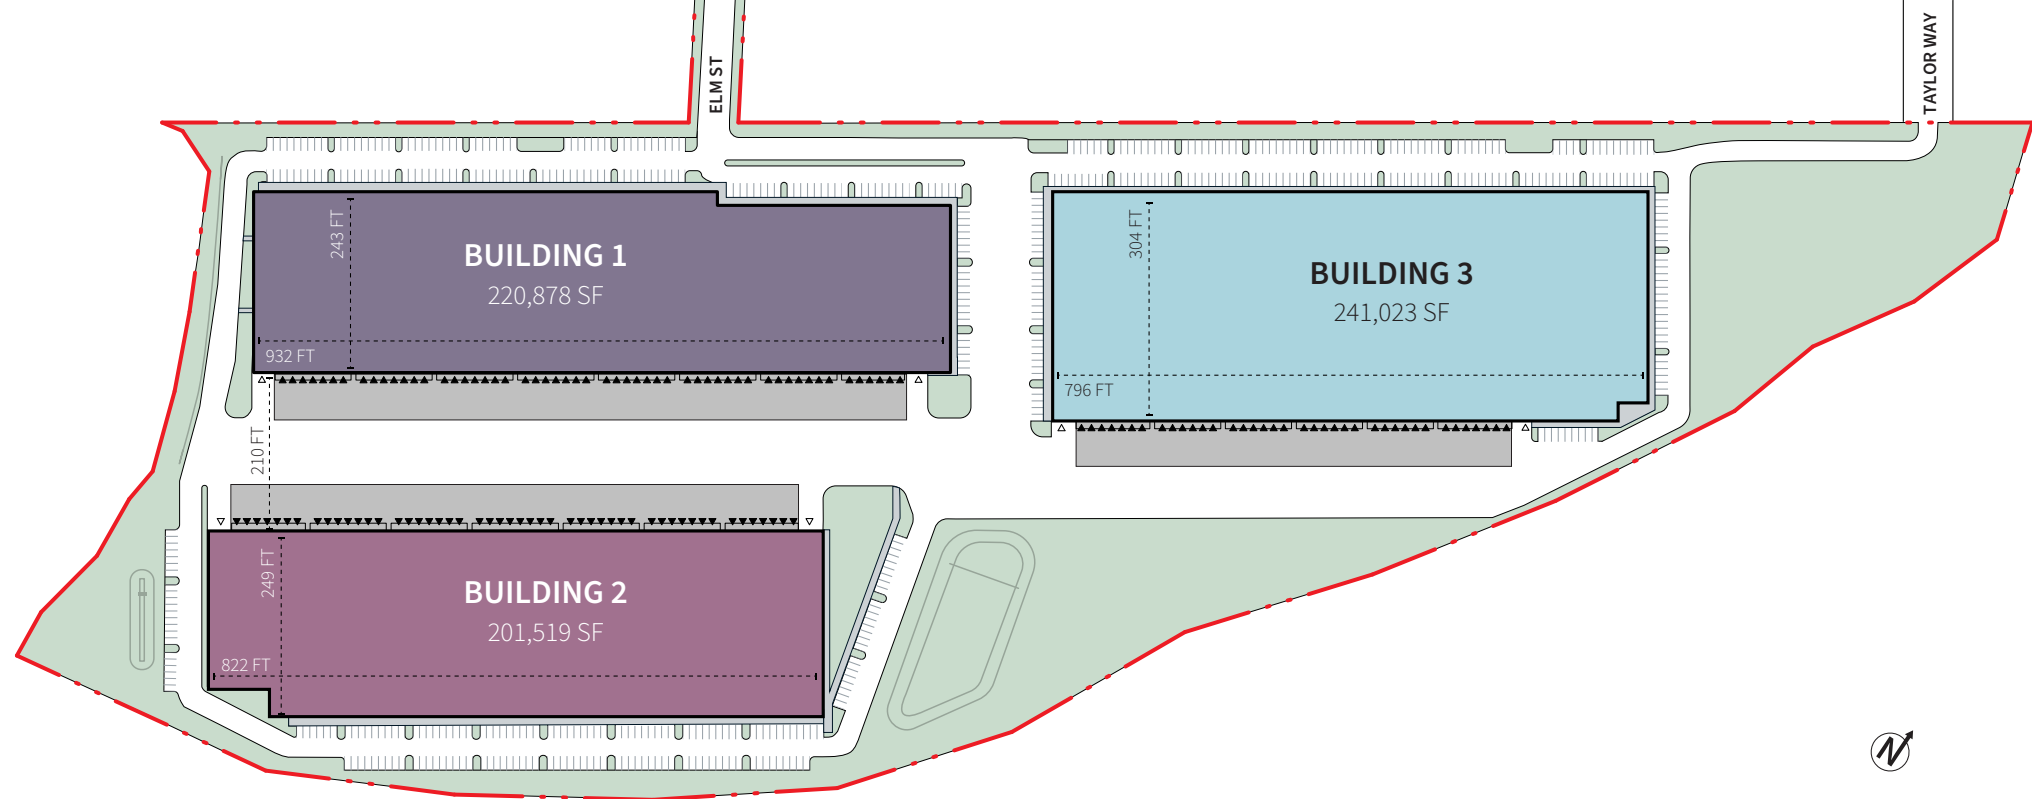 ELM ST
TAYLOR WAY
243 FT
BUILDING 1
220,878 SF
932 FT
304 FT
BUILDING 3
241,023 SF
796 FT
210 FT
249 FT
BUILDING 2
201,519 SF
822 FT
N